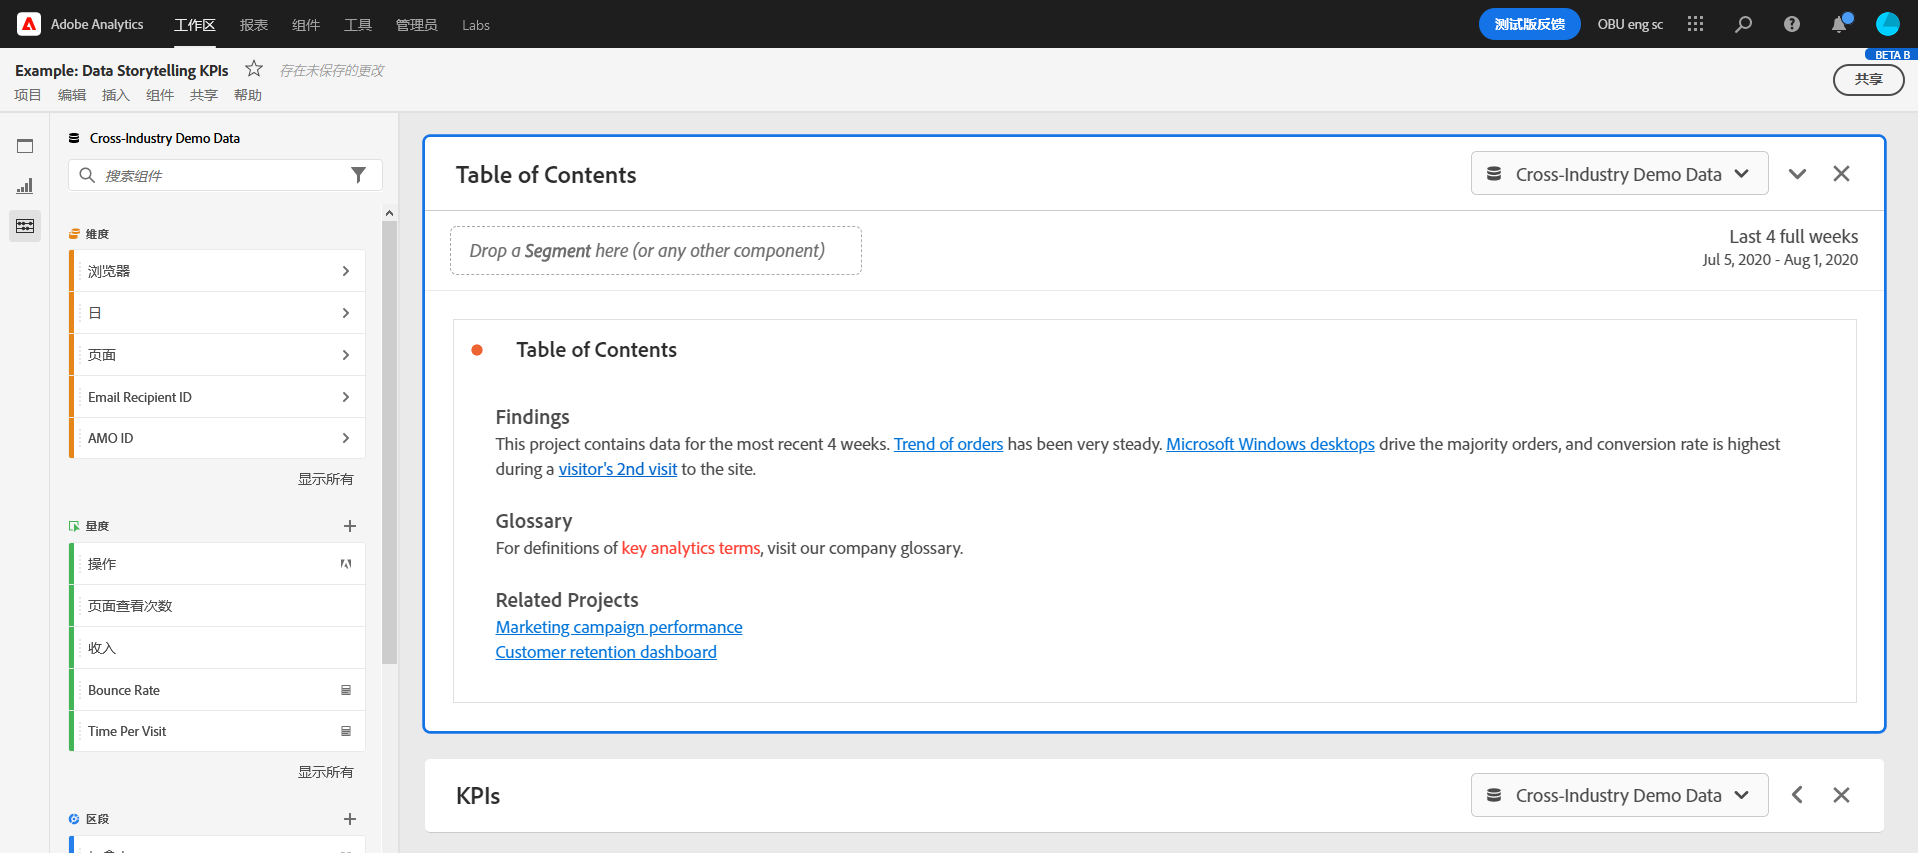 Adobe Analytics 工作区 报表 组件 工具 管理员 Labs 测试版反馈 OBU eng sc
BETA B
Example: Data Storytelling KPIs 存在未保存的更改
共享
项目 编辑 插入 组件 共享 帮助
Cross-Industry Demo Data
搜索组件
维度
浏览器
日
页面
Email Recipient ID
AMO ID
显示所有
量度
操作
页面查看次数
收入
Bounce Rate
Time Per Visit
显示所有
区段
Table of Contents
Cross-Industry Demo Data
Drop a Segment here (or any other component)
Last 4 full weeks
Jul 5, 2020 - Aug 1, 2020
Table of Contents
Findings
This project contains data for the most recent 4 weeks. Trend of orders has been very steady. Microsoft Windows desktops drive the majority orders, and conversion rate is highest
during a visitor's 2nd visit to the site.
Glossary
For definitions of key analytics terms, visit our company glossary.
Related Projects
Marketing campaign performance
Customer retention dashboard
KPIs
Cross-Industry Demo Data